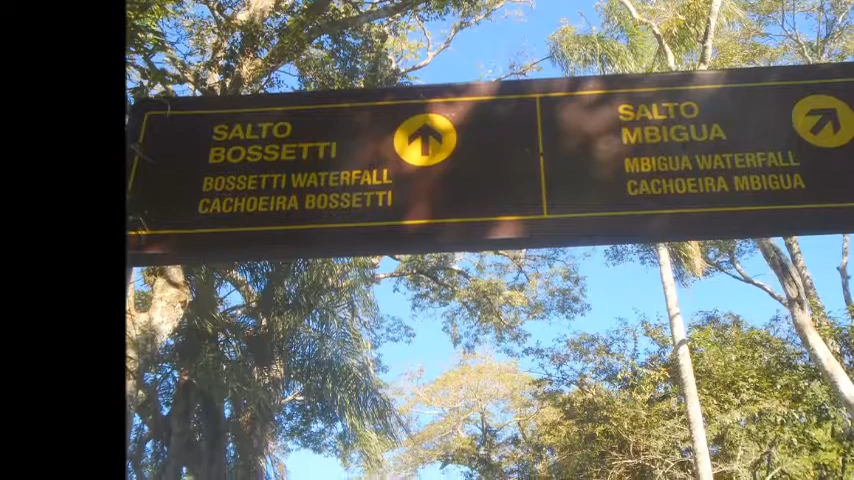 SALTO
BOSSETTI
BOSSETTI WATERFALL
CACHOEIRA BOSSETTI
SALTO
MBIGUA
MBIGUA WATERFALL
CACHOEIRA MBIGUA